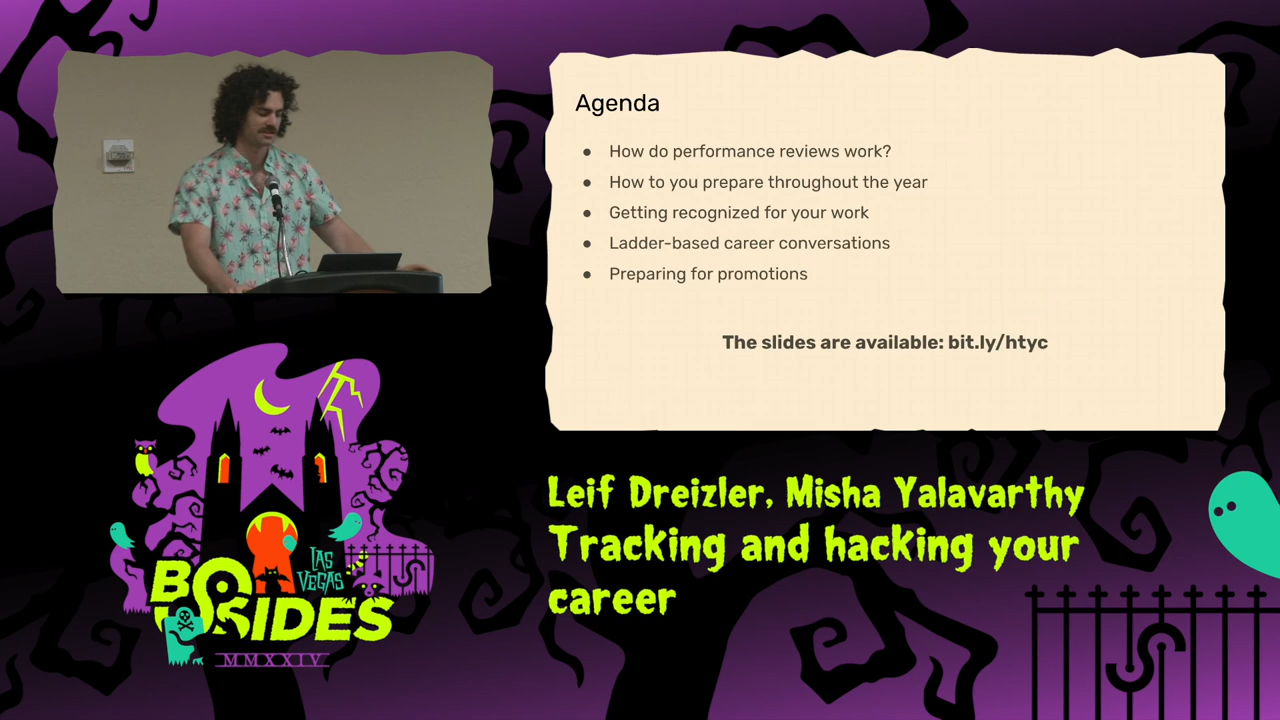 Agenda
● How do performance reviews work?
● How to you prepare throughout the year
● Getting recognized for your work
● Ladder-based career conversations
● Preparing for promotions
The slides are available: bit.ly/htyc
Leif Dreizler, Misha Yalavarthy
Tracking and hacking your
career
LAS
VEGAS
BSIDES
MMXXIV